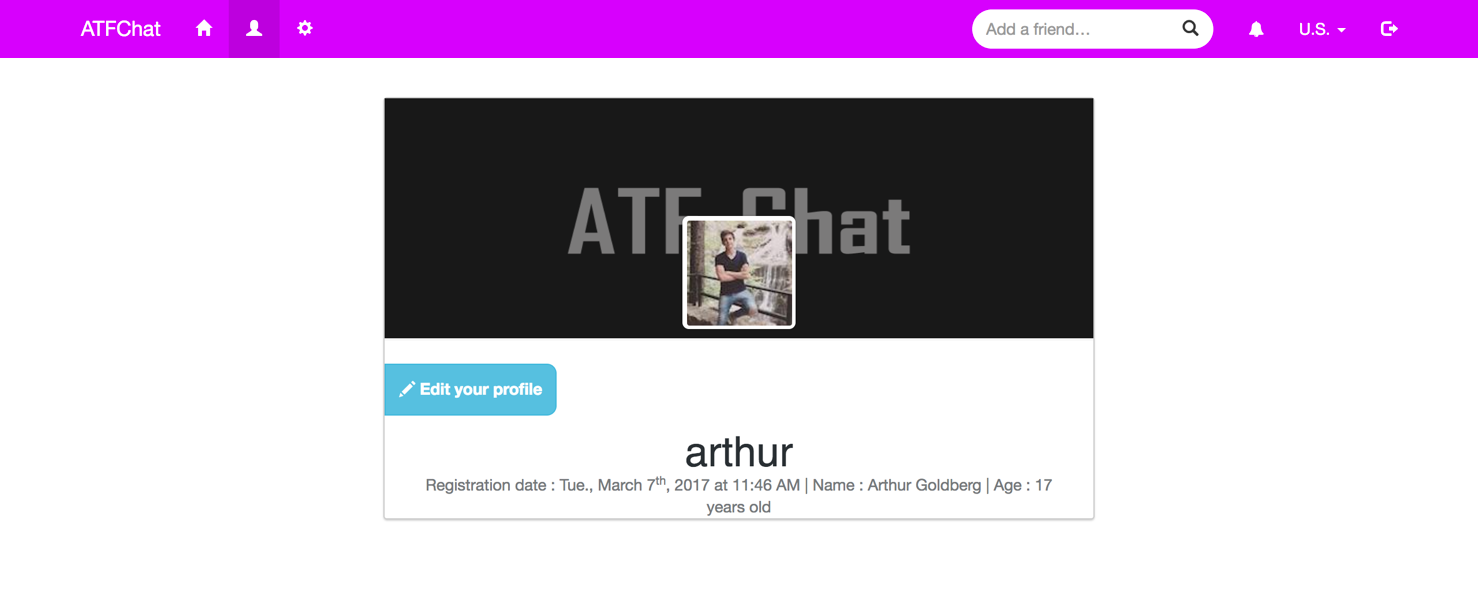 ATFChat
Add a friend...
U.S.
ATF Chat
Edit your profile
arthur
Registration date : Tue., March 7th, 2017 at 11:46 AM | Name : Arthur Goldberg | Age : 17
years old